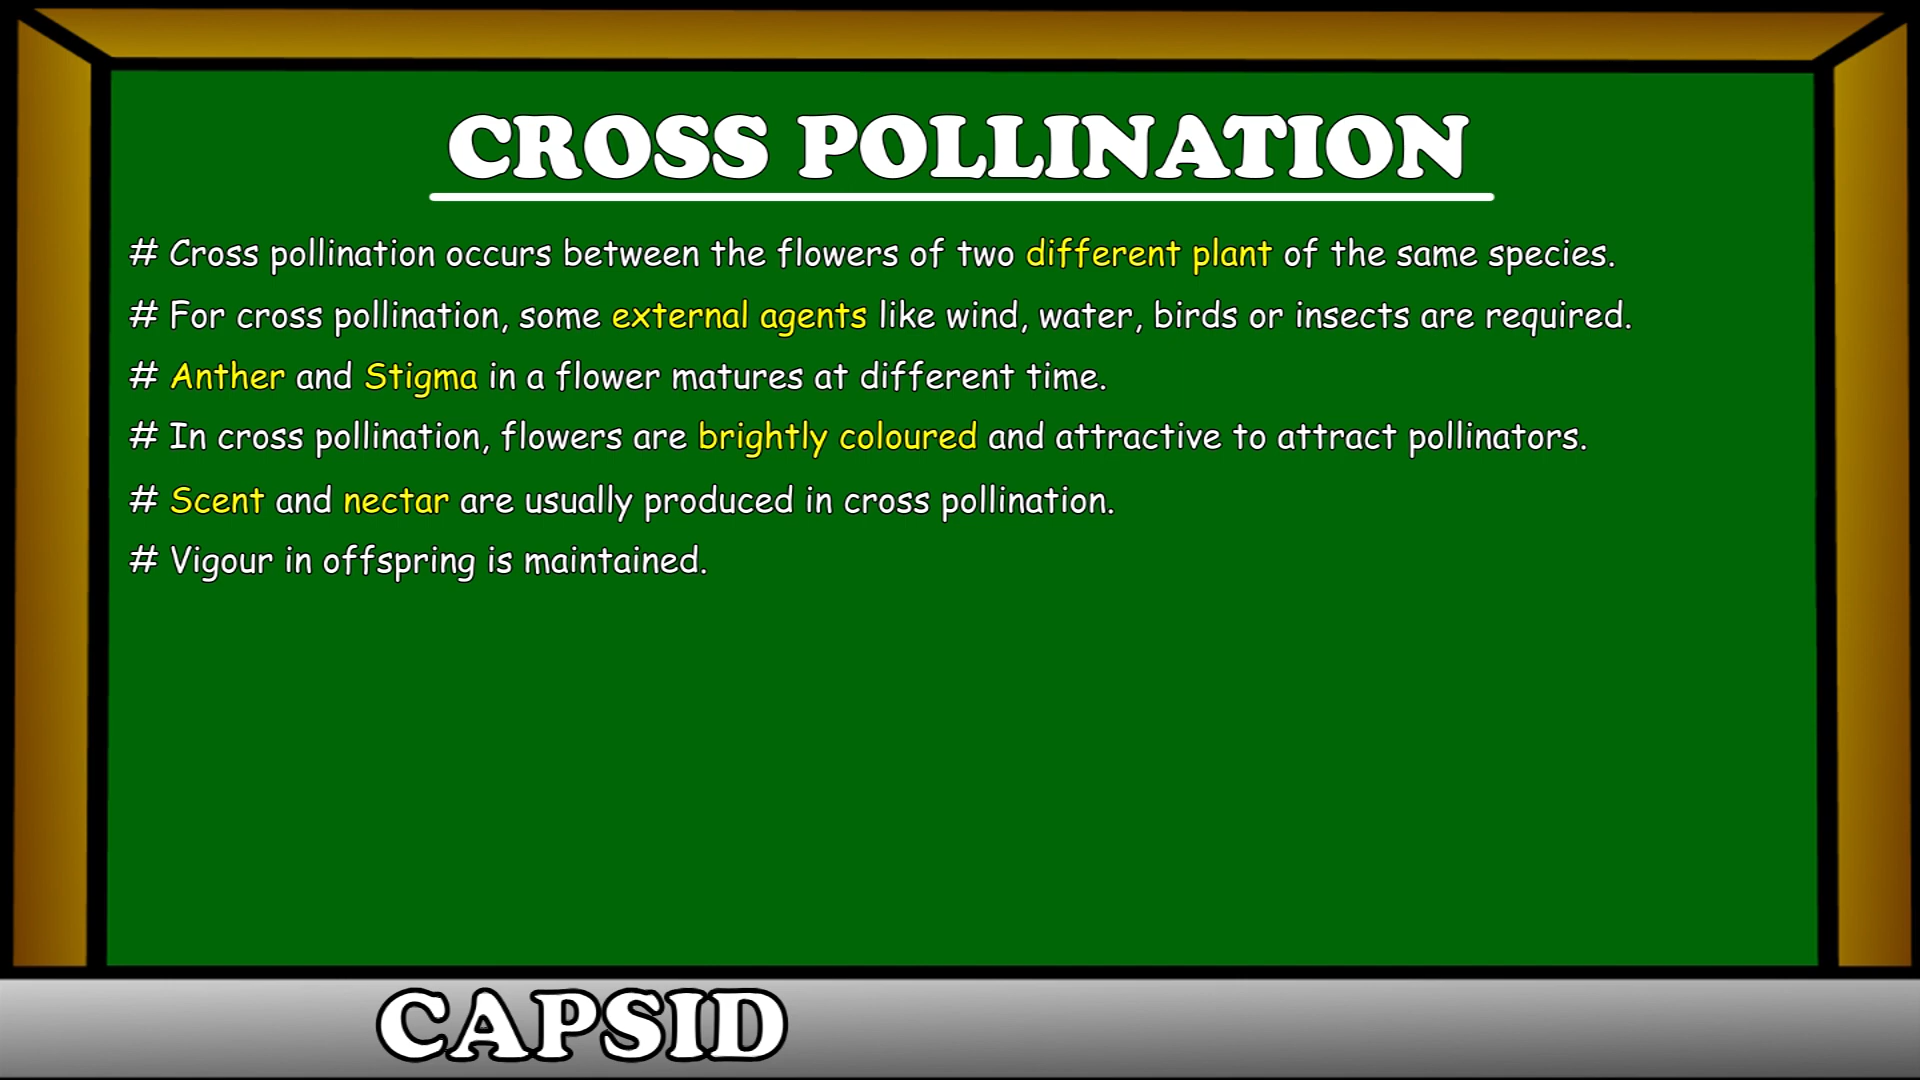 CROSS POLLINATION
# Cross pollination occurs between the flowers of two different plant of the same species.
# For cross pollination, some external agents like wind, water, birds or insects are required.
# Anther and Stigma in a flower matures at different time.
# In cross pollination, flowers are brightly coloured and attractive to attract pollinators.
# Scent and nectar are usually produced in cross pollination.
# Vigour in offspring is maintained.
CAPSID